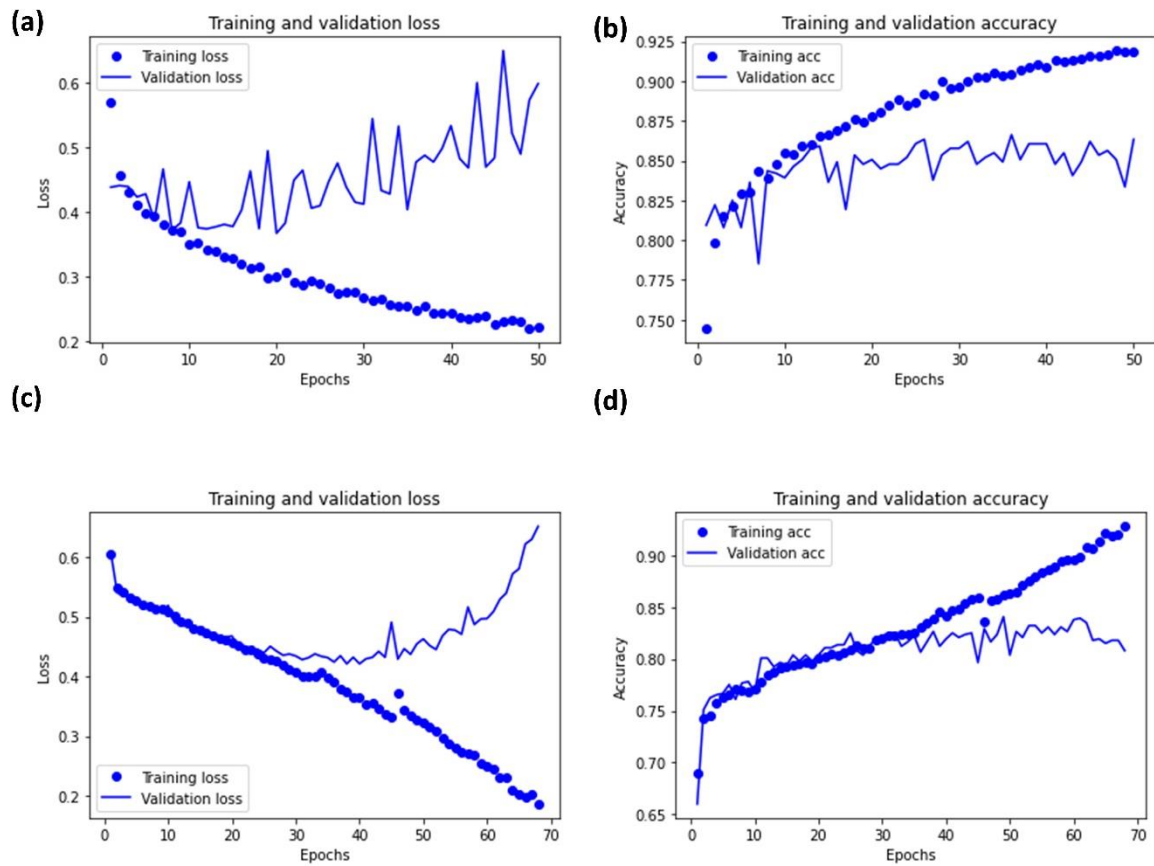 (a)
Training and validation loss
Training loss
Validation loss
Loss
0.6
0.5
0.4
0.3
0.2
0
10
20
30
40
50
Epochs
(b)
Training and validation accuracy
Training acc
Validation acc
Accuracy
0.925
0.900
0.875
0.850
0.825
0.800
0.775
0.750
0
10
20
30
40
50
Epochs
(c)
Training and validation loss
Training loss
Validation loss
Loss
0.6
0.5
0.4
0.3
0.2
0
10
20
30
40
50
60
70
Epochs
(d)
Training and validation accuracy
Training acc
Validation acc
Accuracy
0.90
0.85
0.80
0.75
0.70
0.65
0
10
20
30
40
50
60
70
Epochs